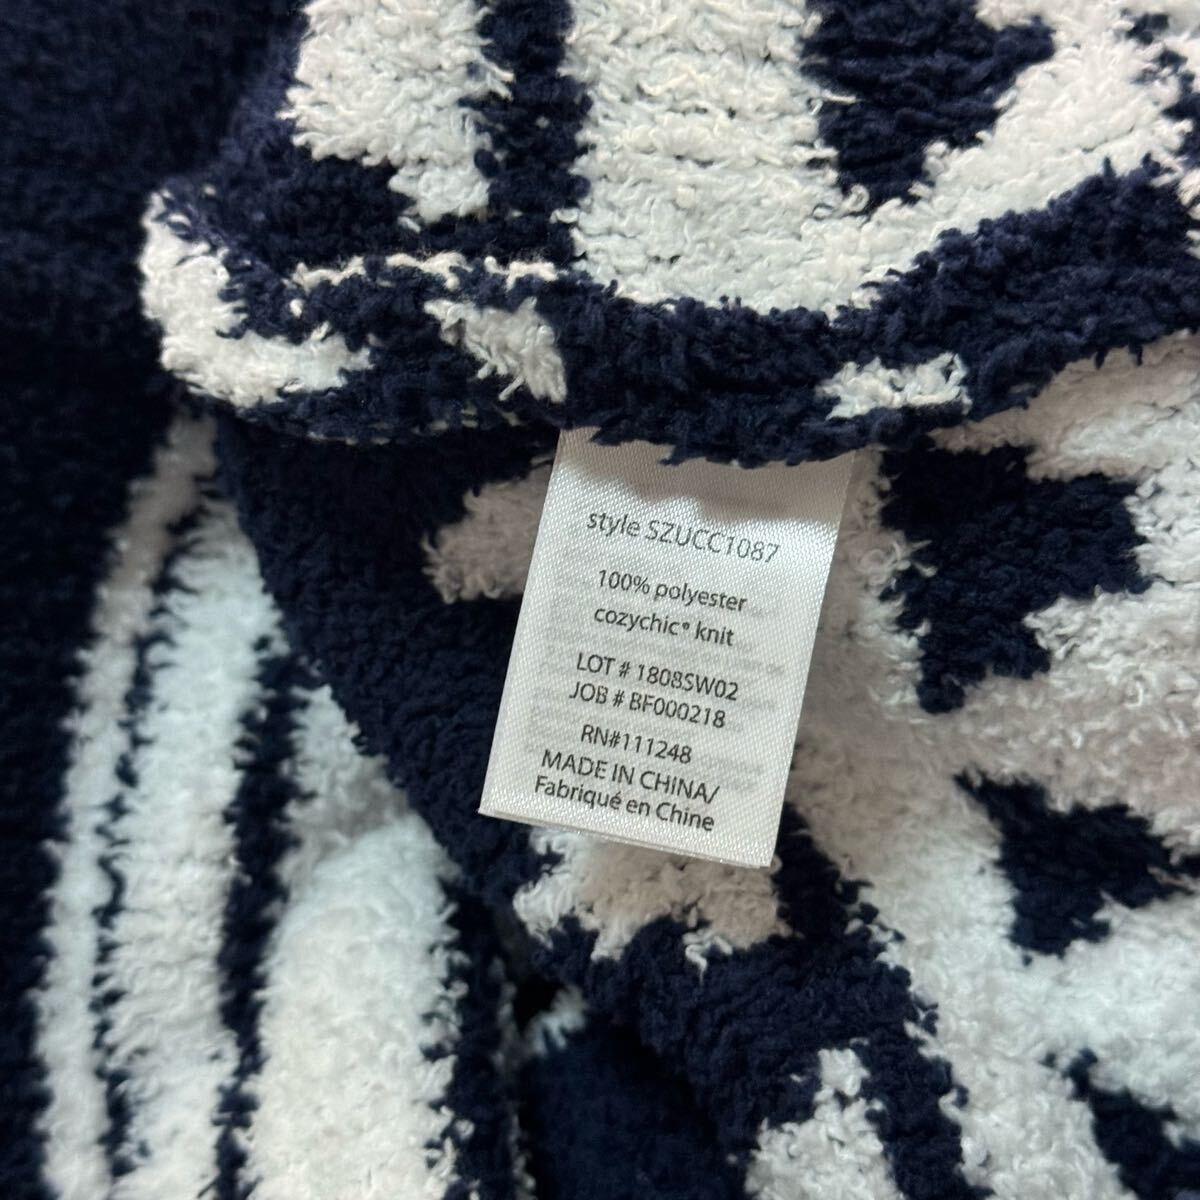 style SZUCC1087
100% polyester
cozychic® knit
LOT # 1808SW02
JOB # BF000218
RN#111248
MADE IN CHINA/
Fabriqué en Chine